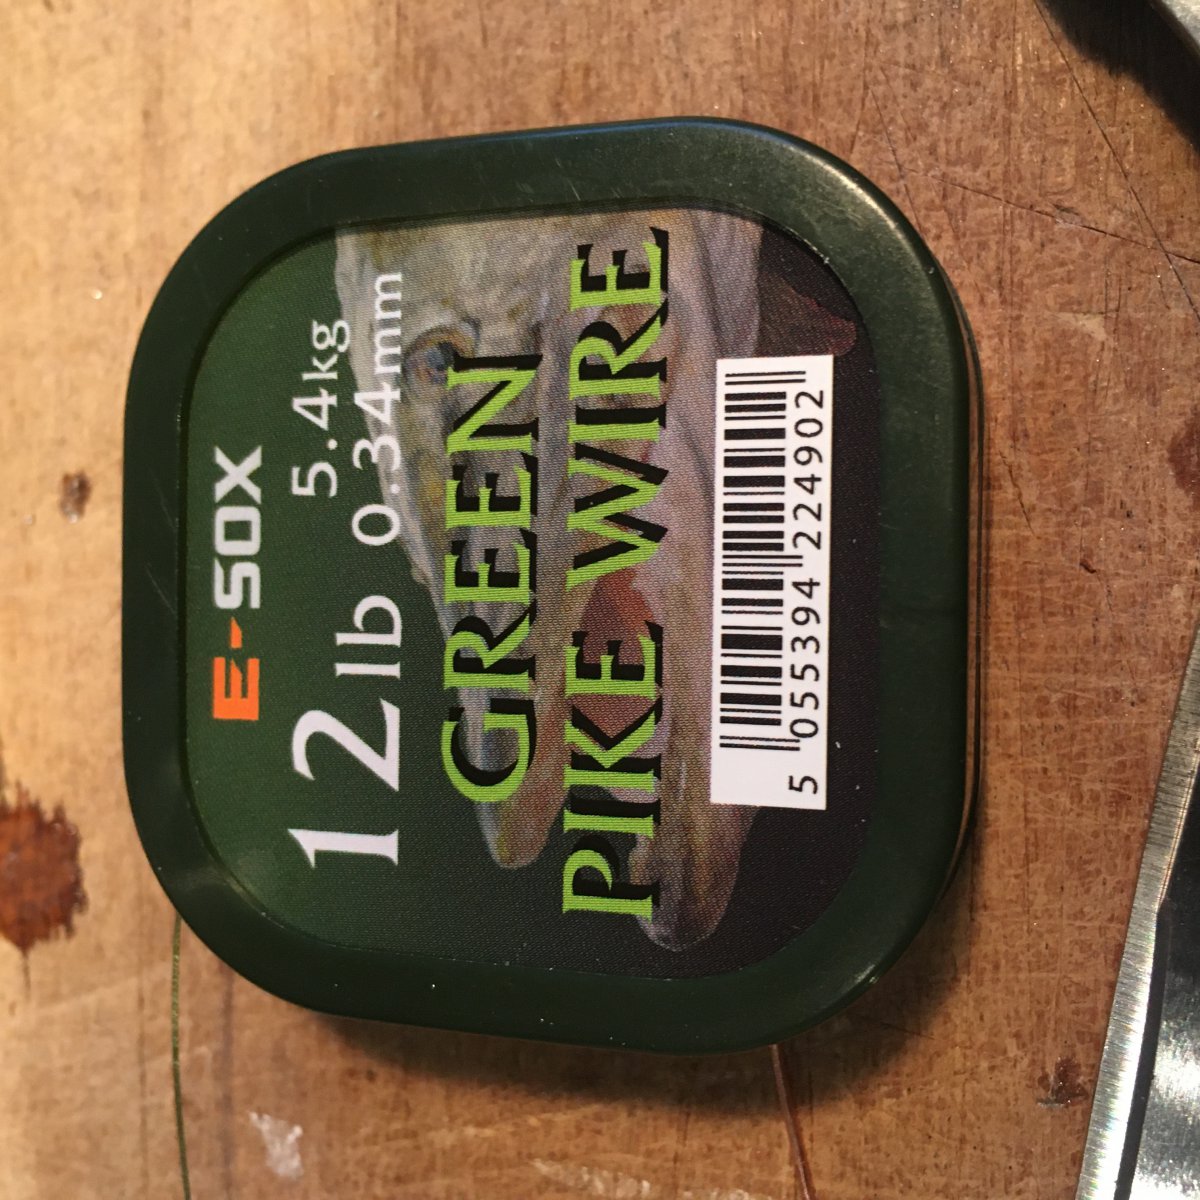 E-SOX
5.4kg
12lb 0.34mm
GREEN
PIKE WIRE
5 055394 224902